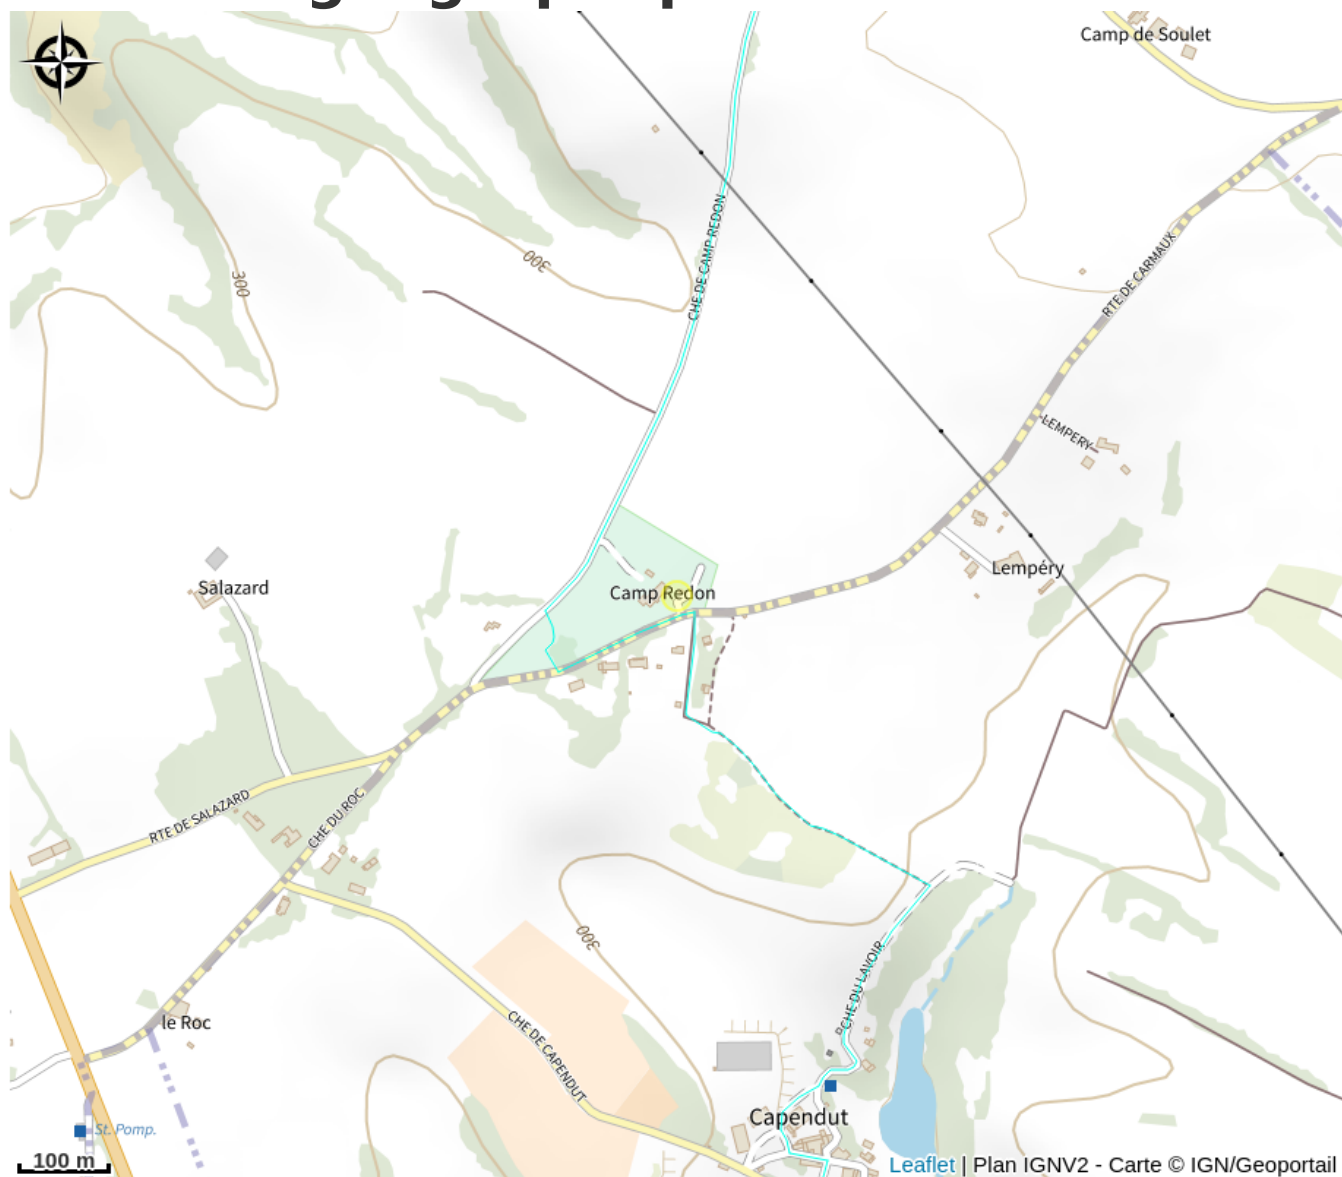 Camp de Soulet
CHE DE CAMP REDON
RTE DE CARMAUX
300
300
LEMPERY
Lempéry
Salazard
Camp Redon
RTE DE SALAZARD
CHE DU ROC
300
CHE DU LAVOIR
le Roc
CHE DE CAPENDUT
Capendut
St. Pomp.
100 m
Leaflet | Plan IGNV2 - Carte © IGN/Geoportail